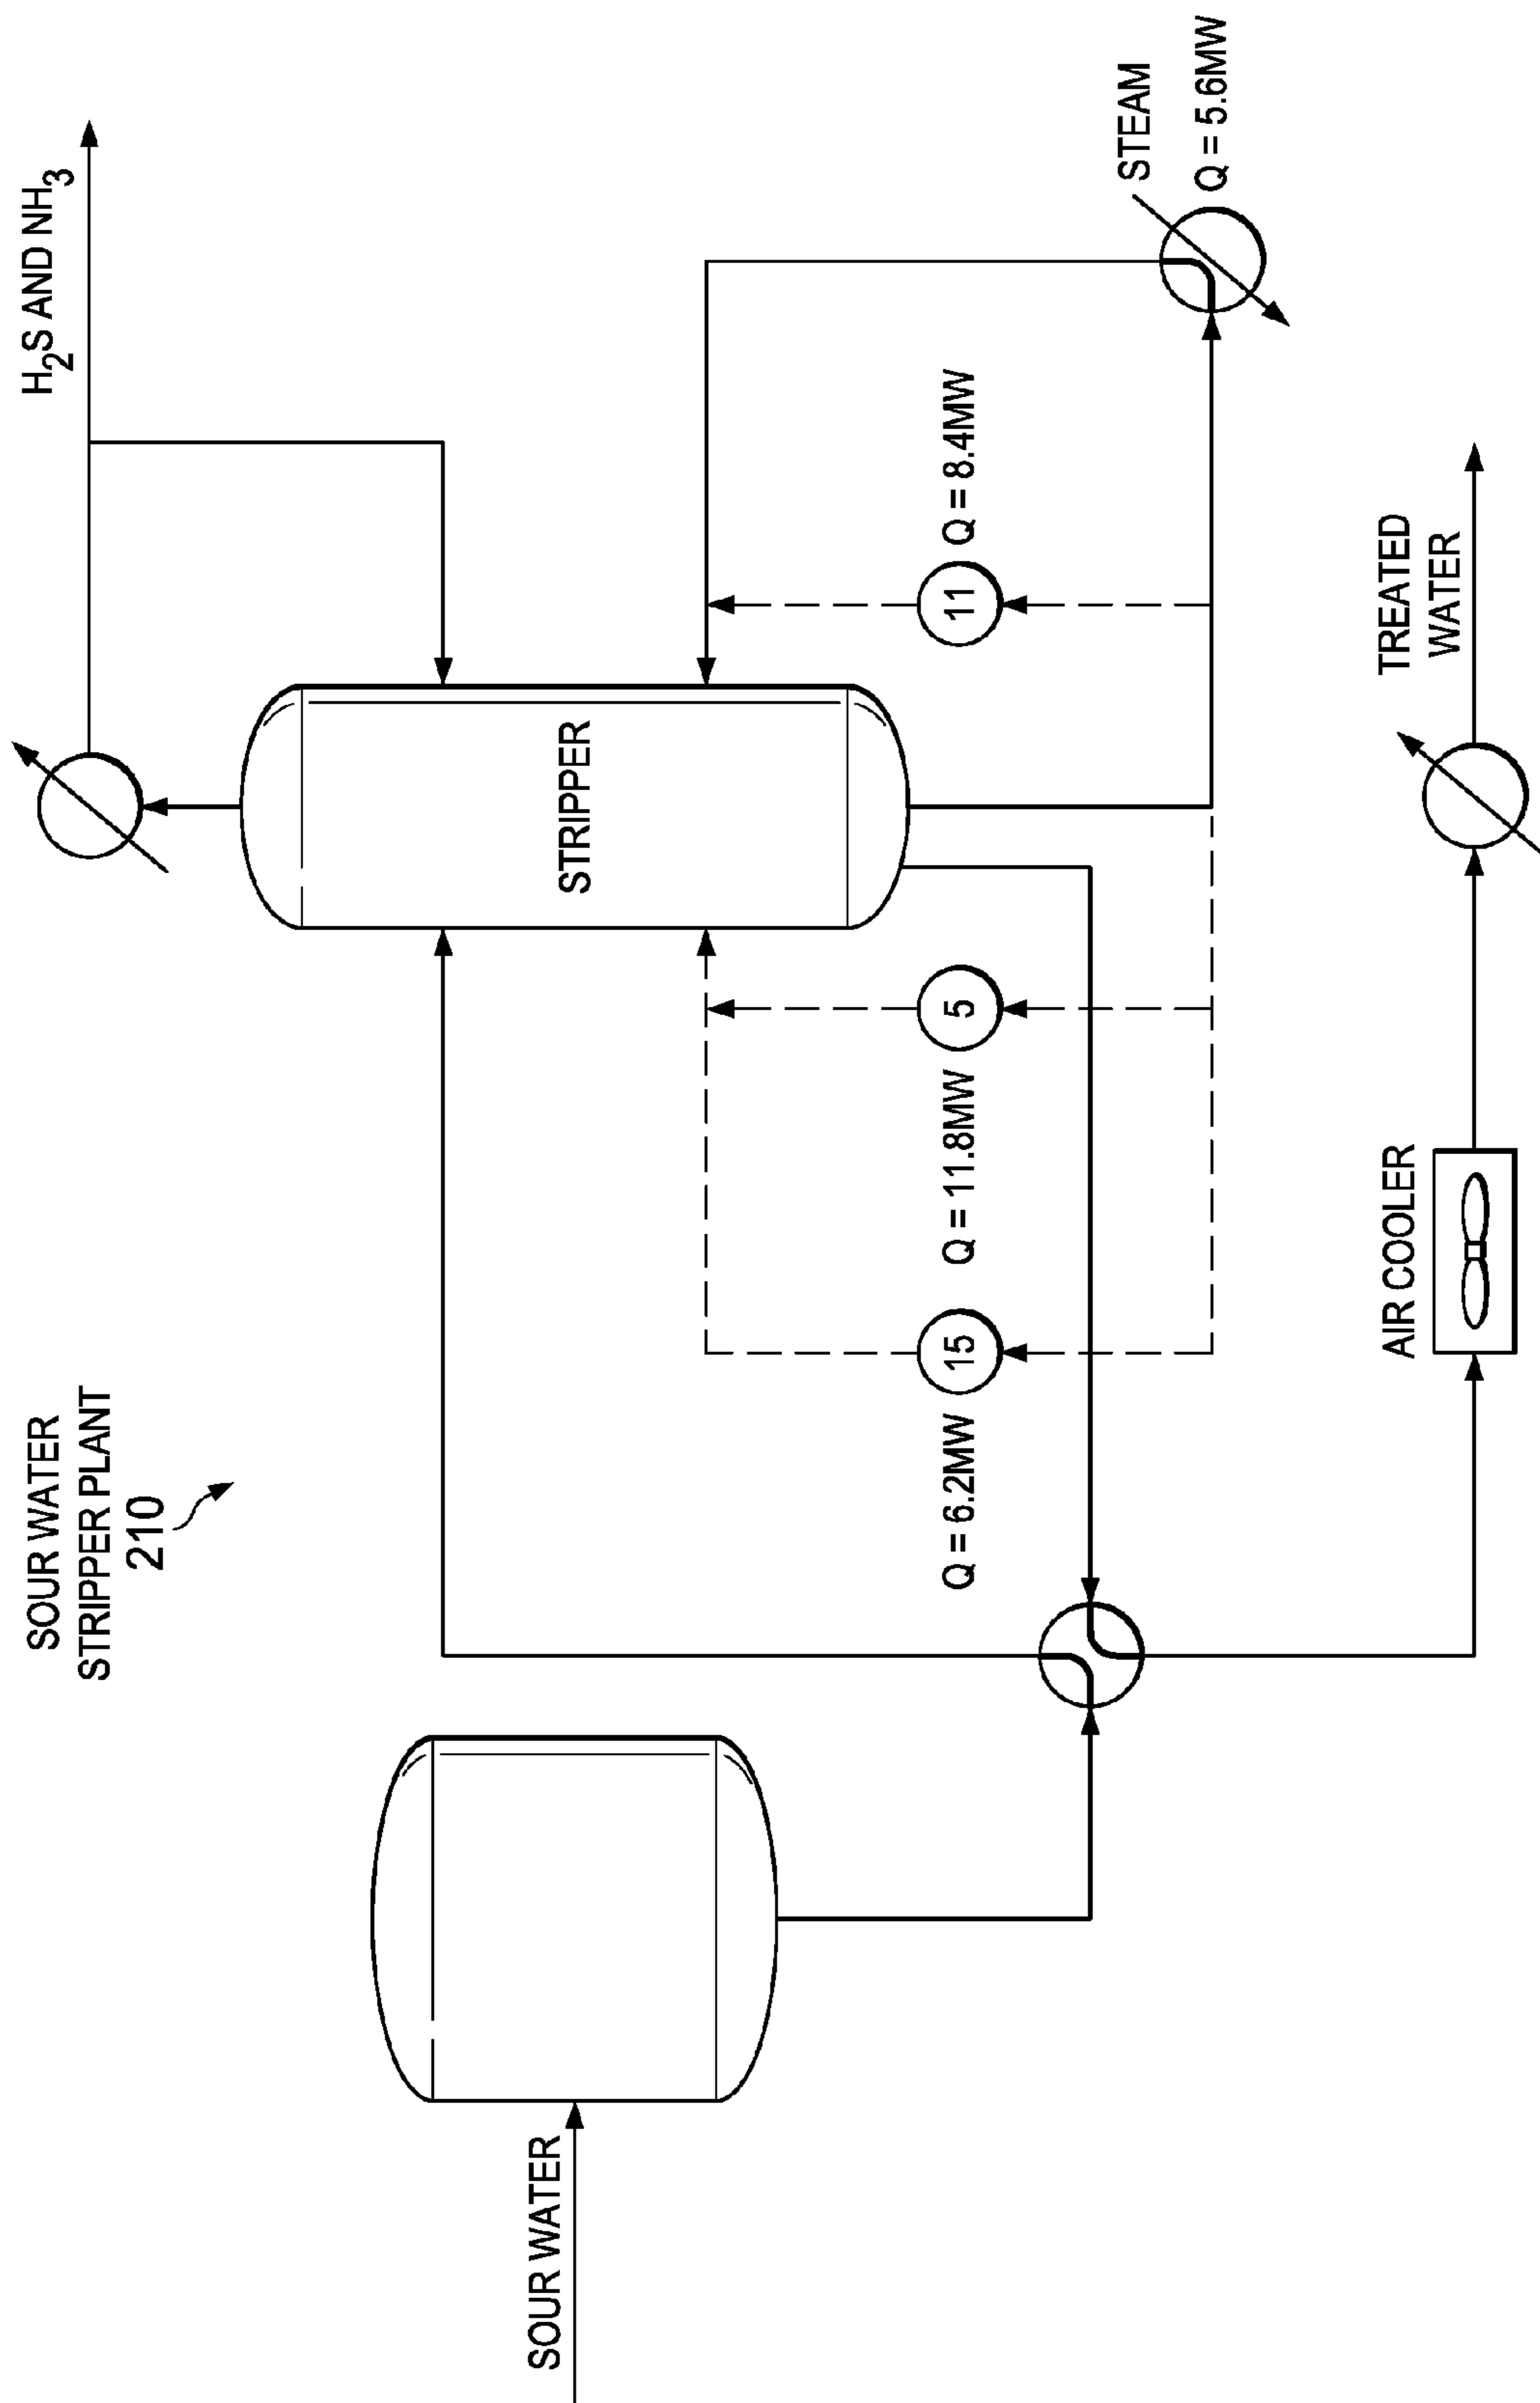 SOUR WATER
STRIPPER PLANT
210
H2S AND NH3
STRIPPER
SOUR WATER
Q = 6.2MW
15
Q = 11.8MW
5
11
Q = 8.4MW
STEAM
Q = 5.6MW
AIR COOLER
TREATED
WATER